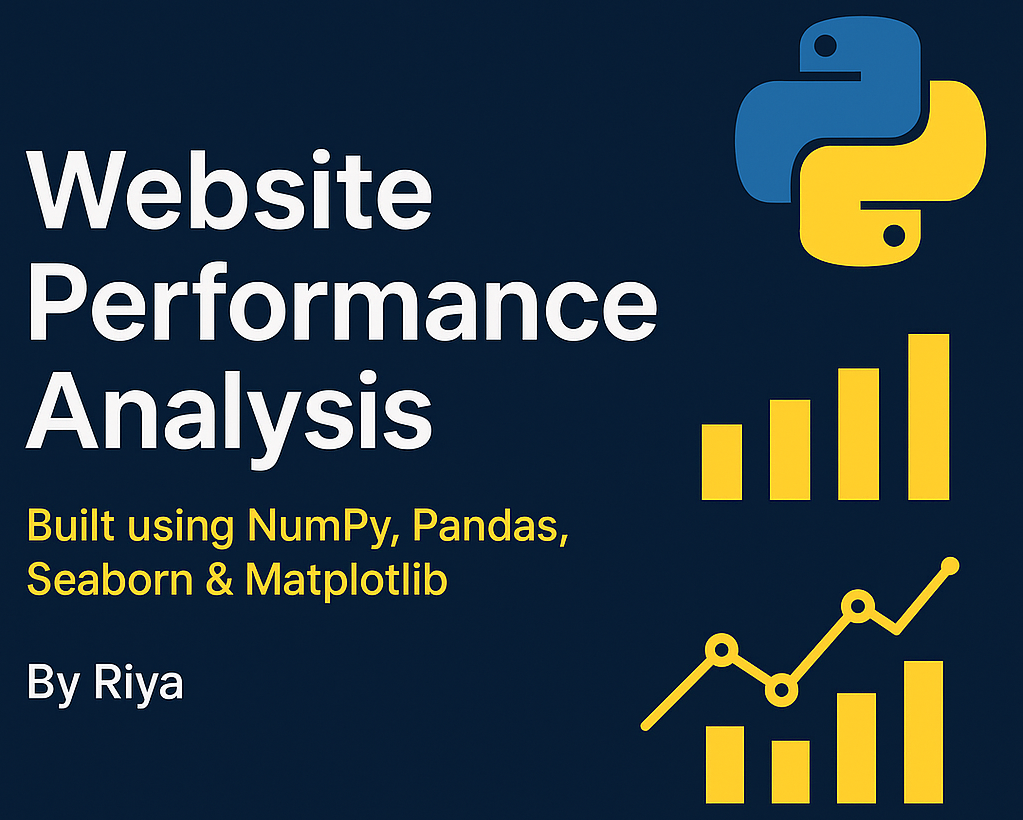 Website
Performance
Analysis
Built using NumPy, Pandas,
Seaborn & Matplotlib
By Riya